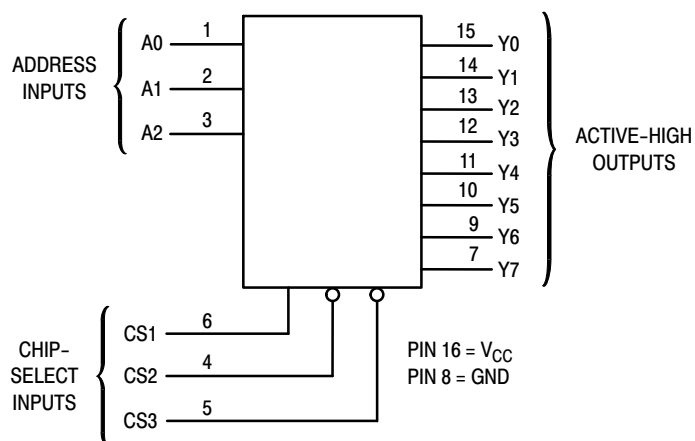 ADDRESS
INPUTS
A0 1
A1 2
A2 3
15 Y0
14 Y1
13 Y2
12 Y3
11 Y4
10 Y5
9 Y6
7 Y7
ACTIVE-HIGH
OUTPUTS
CHIP-
SELECT
INPUTS
CS1 6
CS2 4
CS3 5
PIN 16 = VCC
PIN 8 = GND